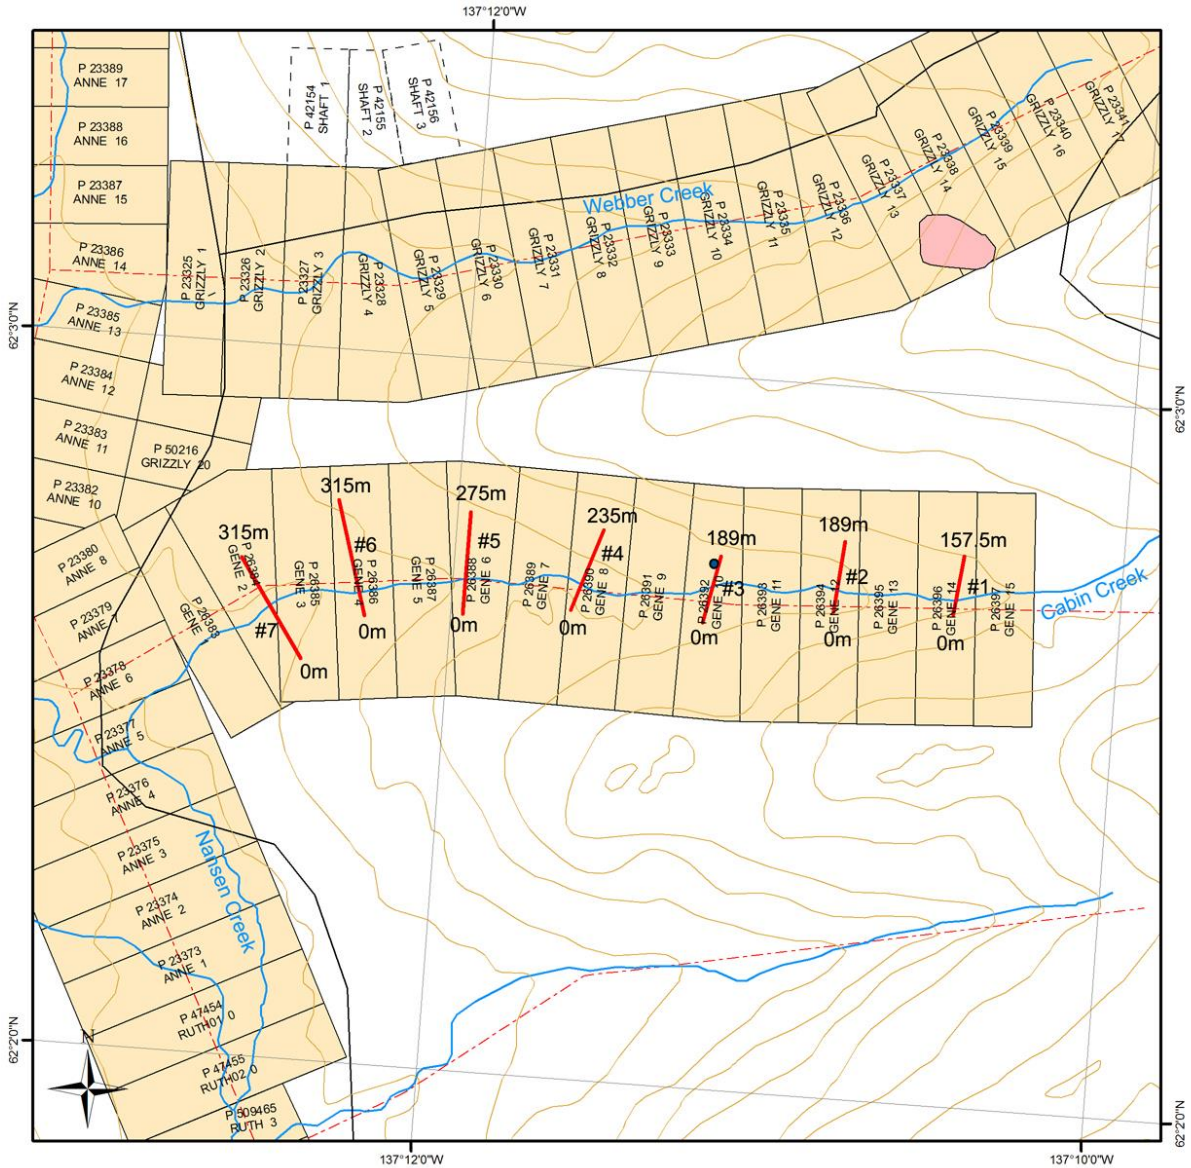 137°12'0"W
P 23389
ANNE 17
P 23388
ANNE 16
P 23387
ANNE 15
P 23386
ANNE 14
P 23385
ANNE 13
P 23384
ANNE 12
P 23383
ANNE 11
P 23382
ANNE 10
P 50216
GRIZZLY 20
P 42154
SHAFT 1
P 42155
SHAFT 2
P 42156
SHAFT 3
P 23325
GRIZZLY 1
P 23326
GRIZZLY 2
P 23327
GRIZZLY 3
P 23328
GRIZZLY 4
P 23329
GRIZZLY 5
P 23330
GRIZZLY 6
P 23331
GRIZZLY 7
P 23332
GRIZZLY 8
P 23333
GRIZZLY 9
P 23334
GRIZZLY 10
P 23335
GRIZZLY 11
P 23336
GRIZZLY 12
P 23337
GRIZZLY 13
P 23338
GRIZZLY 14
P 23339
GRIZZLY 15
P 23340
GRIZZLY 16
P 23341
GRIZZLY 17
Webber Creek
62°3'0"N
62°3'0"N
315m
315m
275m
235m
189m
189m
157.5m
#7
#6
#5
#4
#3
#2
#1
0m
0m
0m
0m
0m
0m
0m
P 26383
GENE 1
P 26384
GENE 2
P 26385
GENE 3
P 26386
GENE 4
P 26387
GENE 5
P 26388
GENE 6
P 26389
GENE 7
P 26390
GENE 8
P 26391
GENE 9
P 26392
GENE 10
P 26393
GENE 11
P 26394
GENE 12
P 26395
GENE 13
P 26396
GENE 14
P 26397
GENE 15
Cabin Creek
P 23380
ANNE 8
P 23379
ANNE 7
P 23378
ANNE 6
P 23377
ANNE 5
P 23376
ANNE 4
P 23375
ANNE 3
P 23374
ANNE 2
P 23373
ANNE 1
P 47454
RUTH01 0
P 47455
RUTH02 0
P 509465
RUTH 3
Nansen Creek
N
62°2'0"N
62°2'0"N
137°12'0"W
137°10'0"W